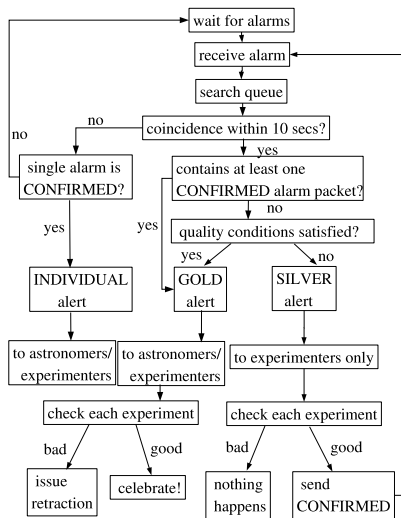 wait for alarms
receive alarm
search queue
no
coincidence within 10 secs?
no
yes
single alarm is
CONFIRMED?
contains at least one
CONFIRMED alarm packet?
no
yes
yes
quality conditions satisfied?
yes
no
INDIVIDUAL
alert
GOLD
alert
SILVER
alert
to astronomers/
experimenters
to astronomers/
experimenters
to experimenters only
check each experiment
check each experiment
bad
good
bad
good
issue
retraction
celebrate!
nothing
happens
send
CONFIRMED